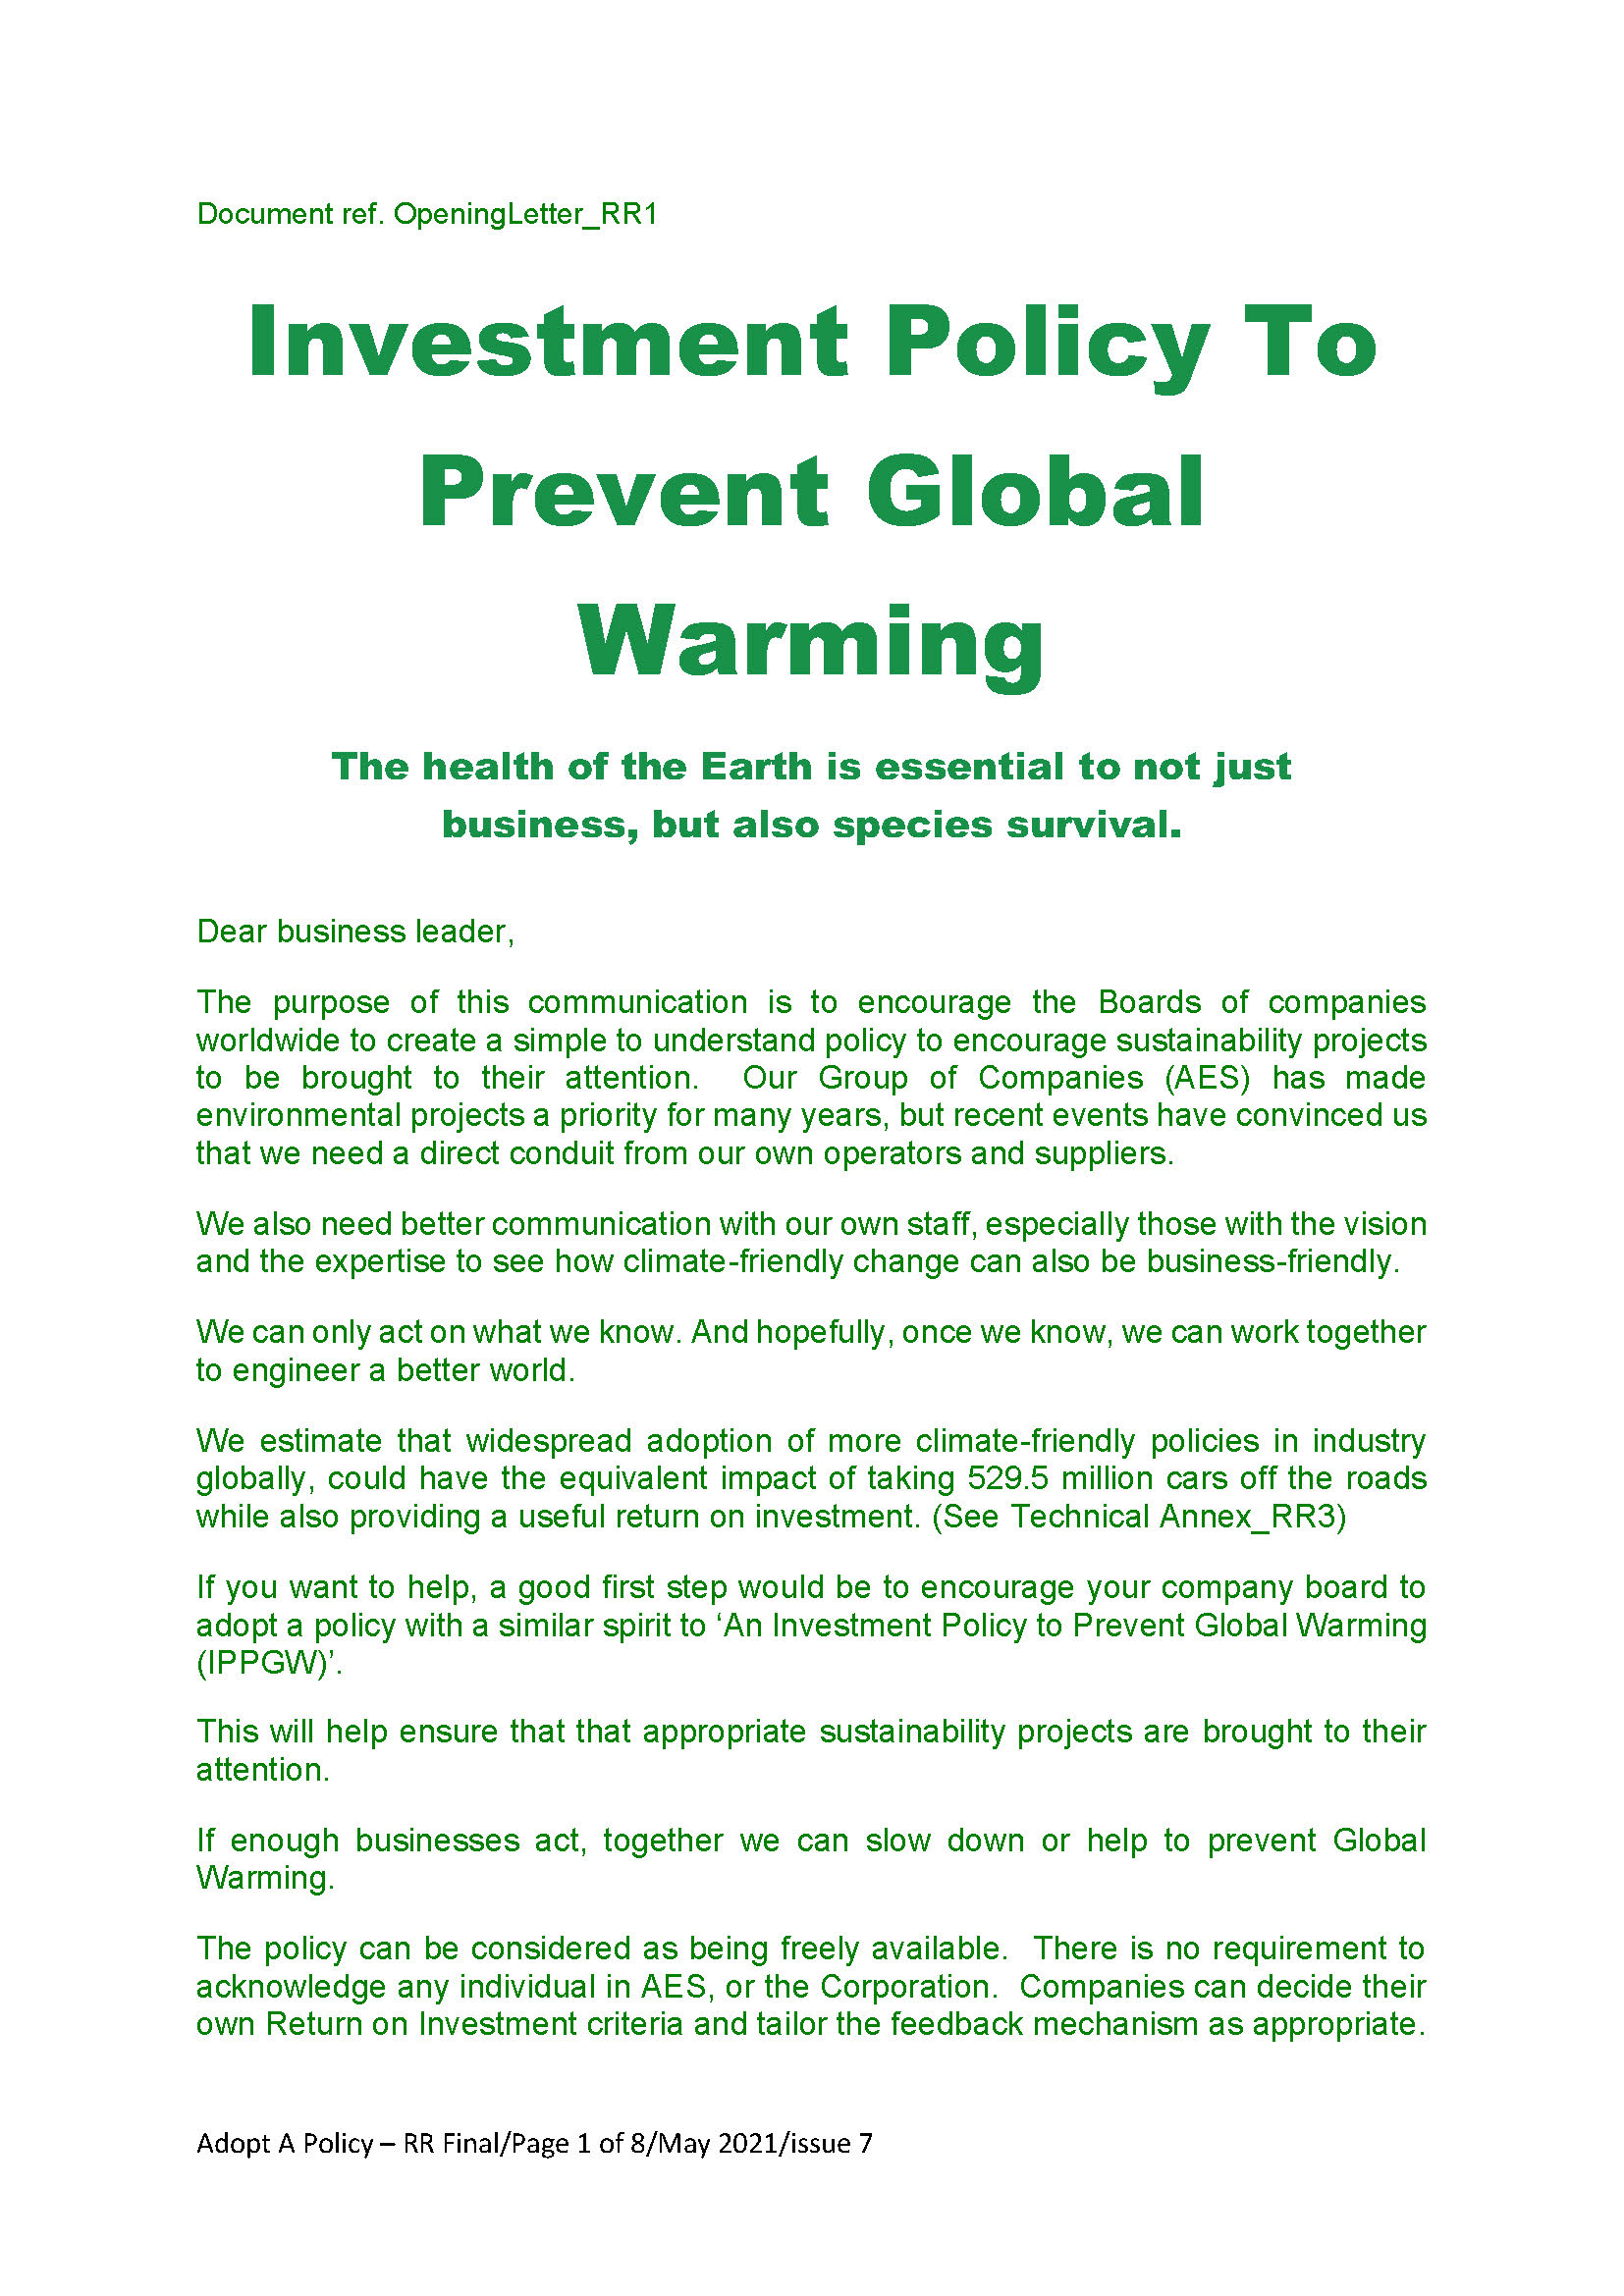 Document ref. OpeningLetter_RR1
Investment Policy To
Prevent Global
Warming
The health of the Earth is essential to not just
business, but also species survival.
Dear business leader,
The purpose of this communication is to encourage the Boards of companies
worldwide to create a simple to understand policy to encourage sustainability projects
to be brought to their attention. Our Group of Companies (AES) has made
environmental projects a priority for many years, but recent events have convinced us
that we need a direct conduit from our own operators and suppliers.
We also need better communication with our own staff, especially those with the vision
and the expertise to see how climate-friendly change can also be business-friendly.
We can only act on what we know. And hopefully, once we know, we can work together
to engineer a better world.
We estimate that widespread adoption of more climate-friendly policies in industry
globally, could have the equivalent impact of taking 529.5 million cars off the roads
while also providing a useful return on investment. (See Technical Annex_RR3)
If you want to help, a good first step would be to encourage your company board to
adopt a policy with a similar spirit to ‘An Investment Policy to Prevent Global Warming
(IPPGW)’.
This will help ensure that that appropriate sustainability projects are brought to their
attention.
If enough businesses act, together we can slow down or help to prevent Global
Warming.
The policy can be considered as being freely available. There is no requirement to
acknowledge any individual in AES, or the Corporation. Companies can decide their
own Return on Investment criteria and tailor the feedback mechanism as appropriate.
Adopt A Policy – RR Final/Page 1 of 8/May 2021/issue 7